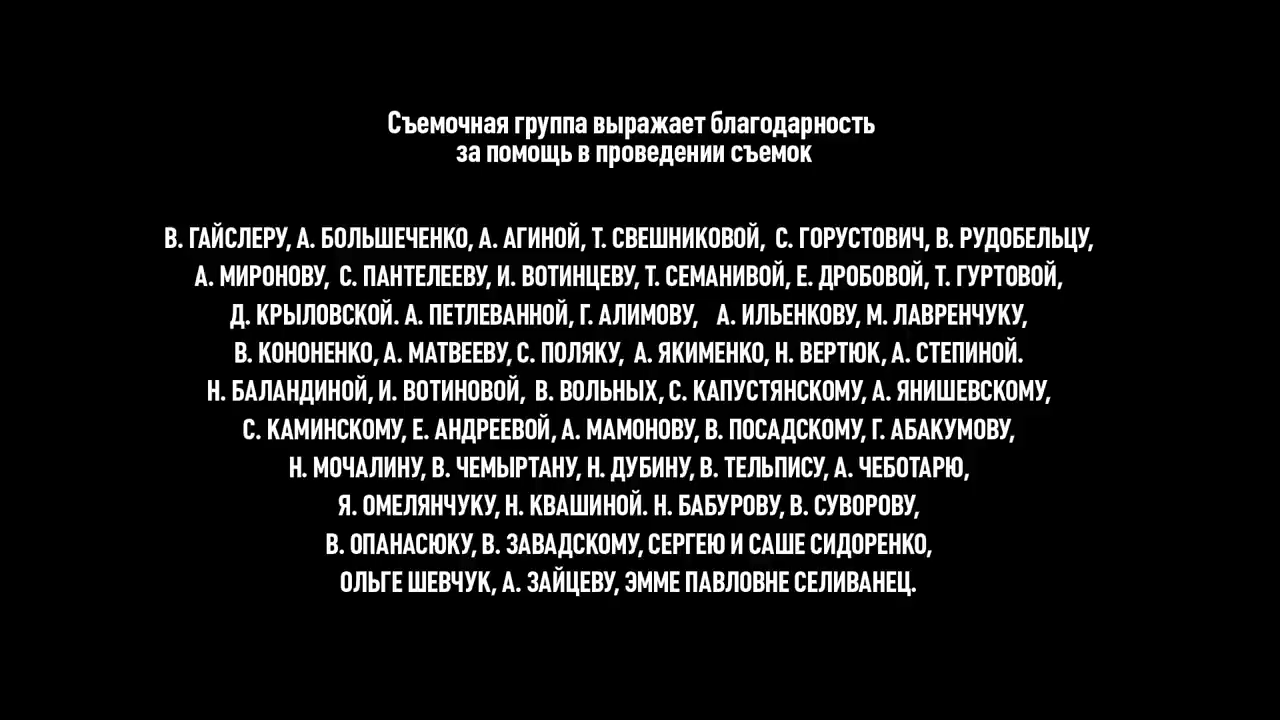 Съемочная группа выражает благодарность
за помощь в проведении съемок
В. ГАЙСЛЕРУ, А. БОЛЬШЕЧЕНКО, А. АГИНОЙ, Т. СВЕШНИКОВОЙ, С. ГОРУСТОВИЧ, В. РУДОБЕЛЬЦУ,
А. МИРОНОВУ, С. ПАНТЕЛЕЕВУ, И. ВОТИНЦЕВУ, Т. СЕМАНИВОЙ, Е. ДРОБОВОЙ, Т. ГУРТОВОЙ,
Д. КРЫЛОВСКОЙ. А. ПЕТЛЕВАННОЙ, Г. АЛИМОВУ, А. ИЛЬЕНКОВУ, М. ЛАВРЕНЧУКУ,
В. КОНОНЕНКО, А. МАТВЕЕВУ, С. ПОЛЯКУ, А. ЯКИМЕНКО, Н. ВЕРТЮК, А. СТЕПИНОЙ.
Н. БАЛАНДИНОЙ, И. ВОТИНОВОЙ, В. ВОЛЬНЫХ, С. КАПУСТЯНСКОМУ, А. ЯНИШЕВСКОМУ,
С. КАМИНСКОМУ, Е. АНДРЕЕВОЙ, А. МАМОНОВУ, В. ПОСАДСКОМУ, Г. АБАКУМОВУ,
Н. МОЧАЛИНУ, В. ЧЕМЫРТАНУ, Н. ДУБИНУ, В. ТЕЛЬПИСУ, А. ЧЕБОТАРЮ,
Я. ОМЕЛЯНЧУКУ, Н. КВАШИНОЙ. Н. БАБУРОВУ, В. СУВОРОВУ,
В. ОПАНАСЮКУ, В. ЗАВАДСКОМУ, СЕРГЕЮ И САШЕ СИДОРЕНКО,
ОЛЬГЕ ШЕВЧУК, А. ЗАЙЦЕВУ, ЭММЕ ПАВЛОВНЕ СЕЛИВАНЕЦ.